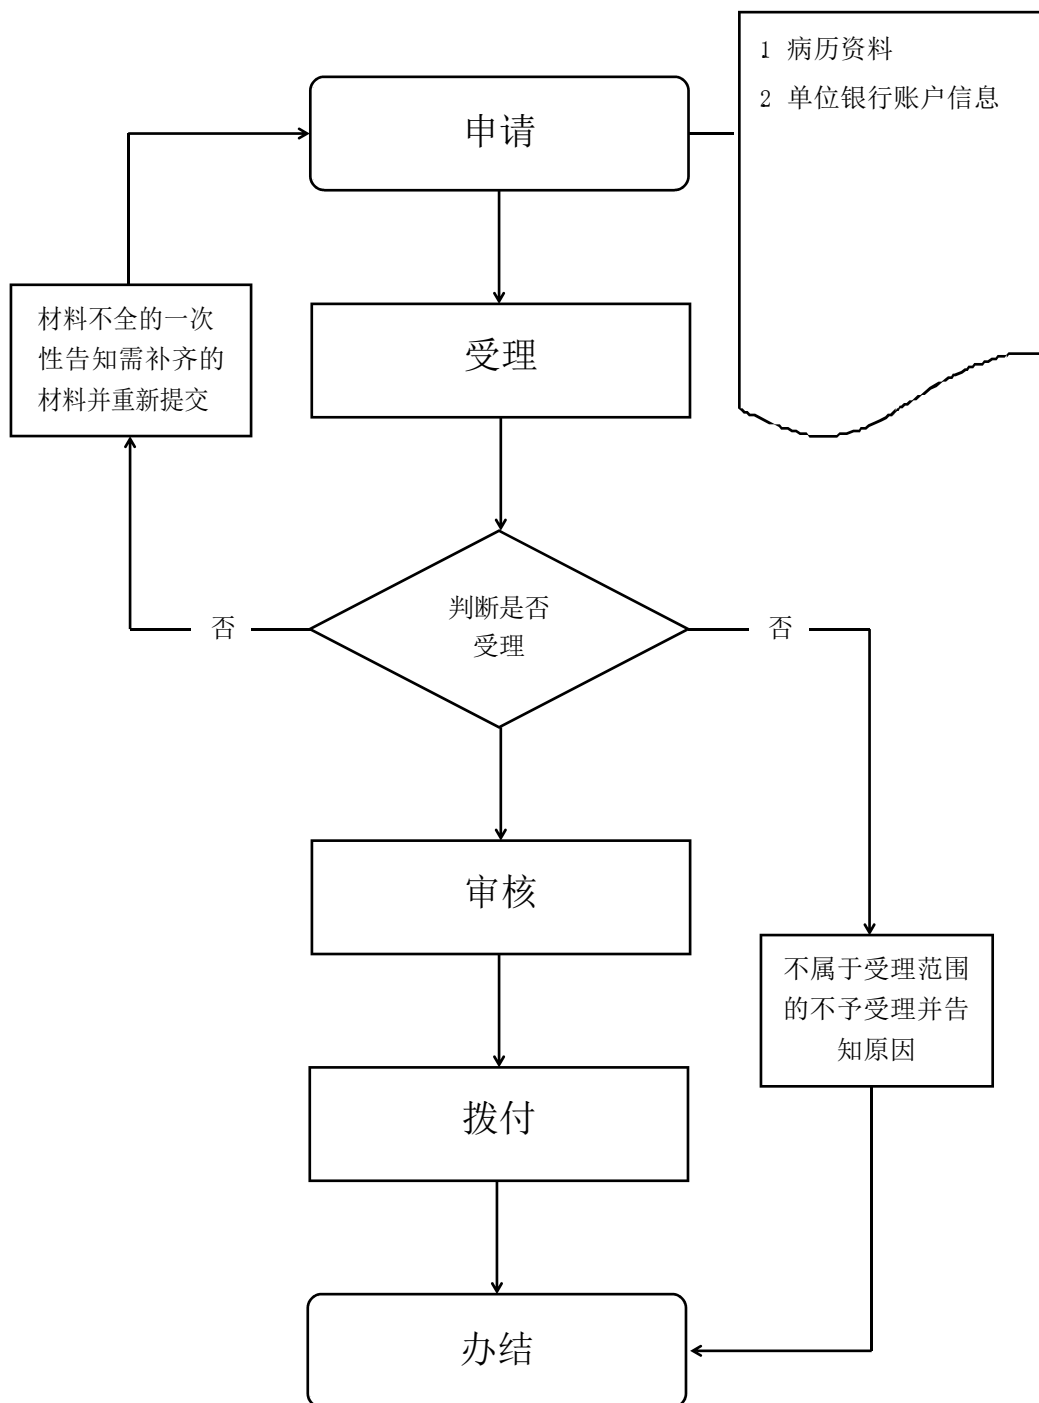 1 病历资料
2 单位银行账户信息
申请
材料不全的一次
性告知需补齐的
材料并重新提交
受理
判断是否
受理
否
否
审核
不属于受理范围
的不予受理并告
知原因
拨付
办结